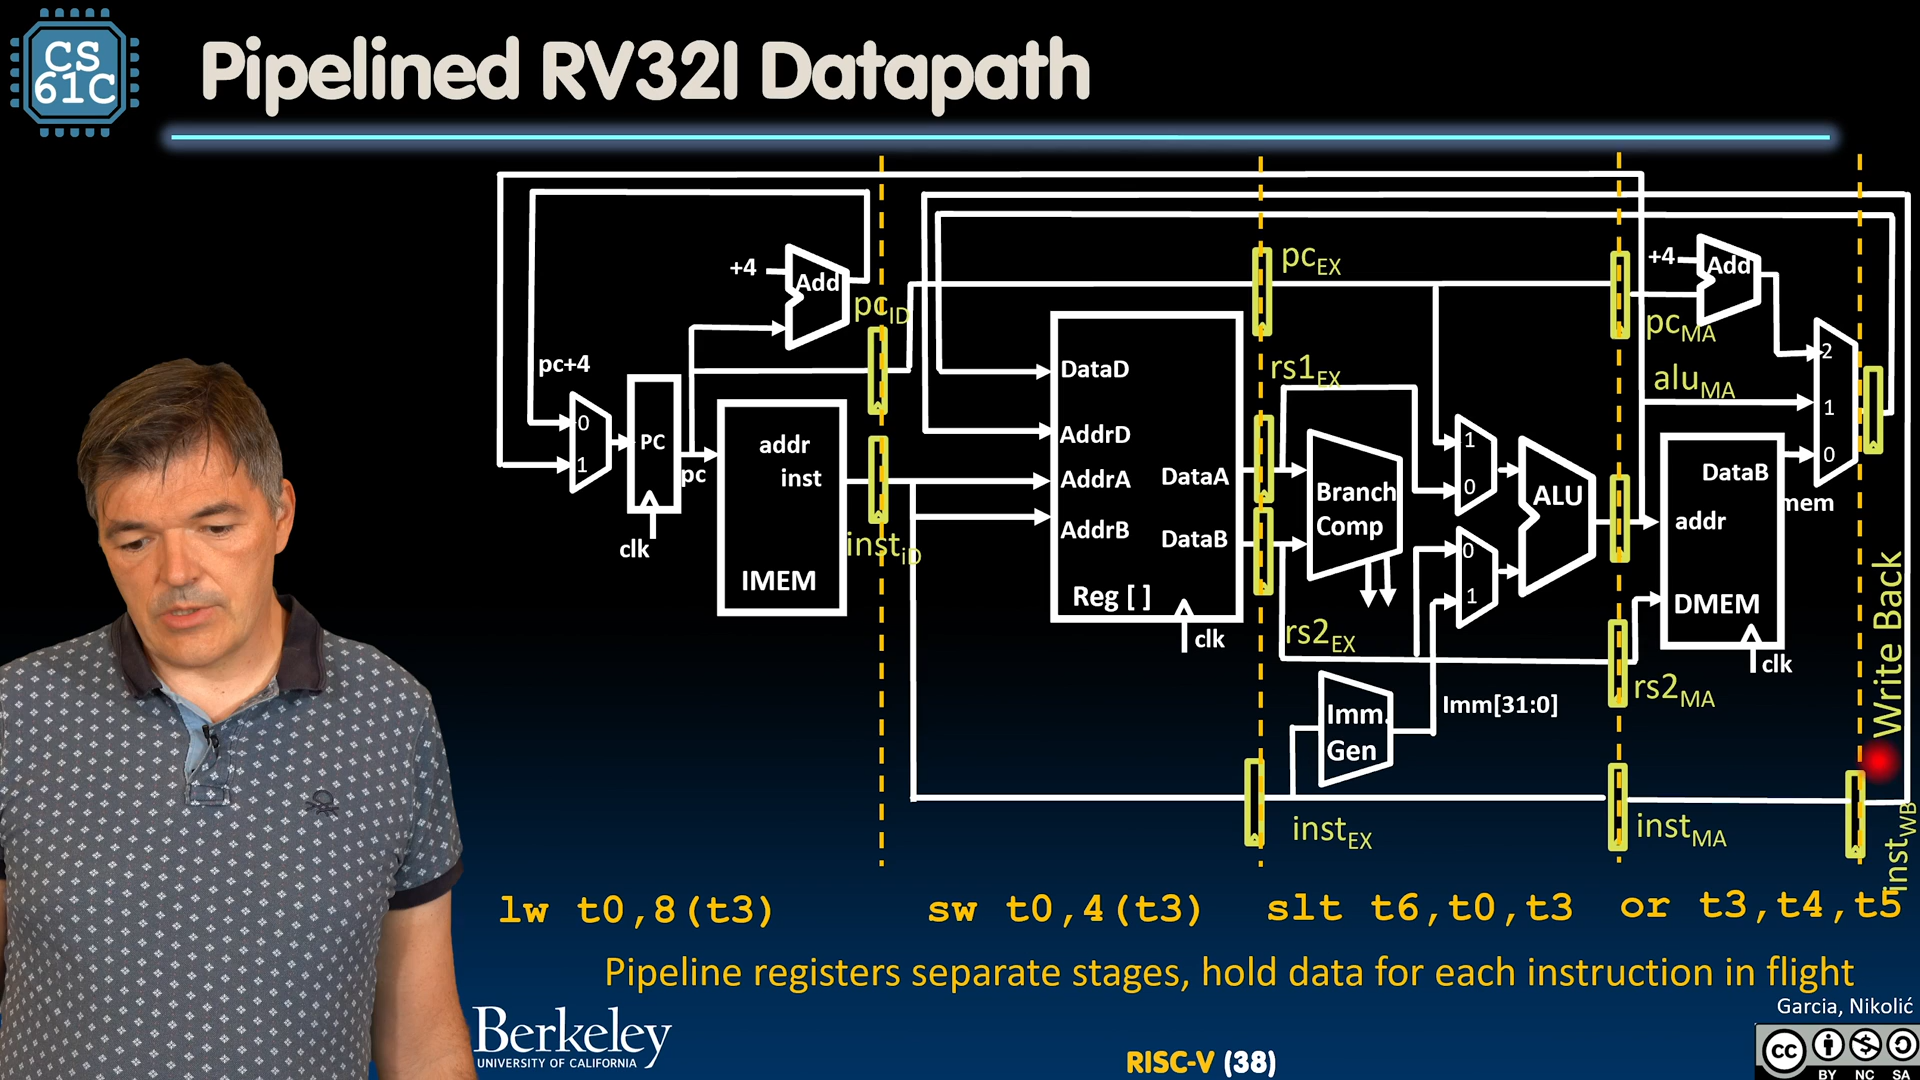 CS
61C
Pipelined RV32I Datapath
+4
Add
pc+4
0
1
PC
pc
clk
addr
inst
IMEM
pcID
instiD
DataD
AddrD
AddrA
AddrB
DataA
DataB
Reg [ ]
clk
pcEX
rs1EX
rs2EX
Branch
Comp
1
0
0
1
ALU
Imm.
Gen
Imm[31:0]
instEX
+4
Add
pcMA
aluMA
2
1
0
DataB
mem
addr
DMEM
clk
rs2MA
instMA
Write Back
instWB
lw t0,8(t3)
sw t0,4(t3)
slt t6,t0,t3
or t3,t4,t5
Pipeline registers separate stages, hold data for each instruction in flight
Garcia, Nikolić
Berkeley
UNIVERSITY OF CALIFORNIA
RISC-V (38)
cc
BY NC SA